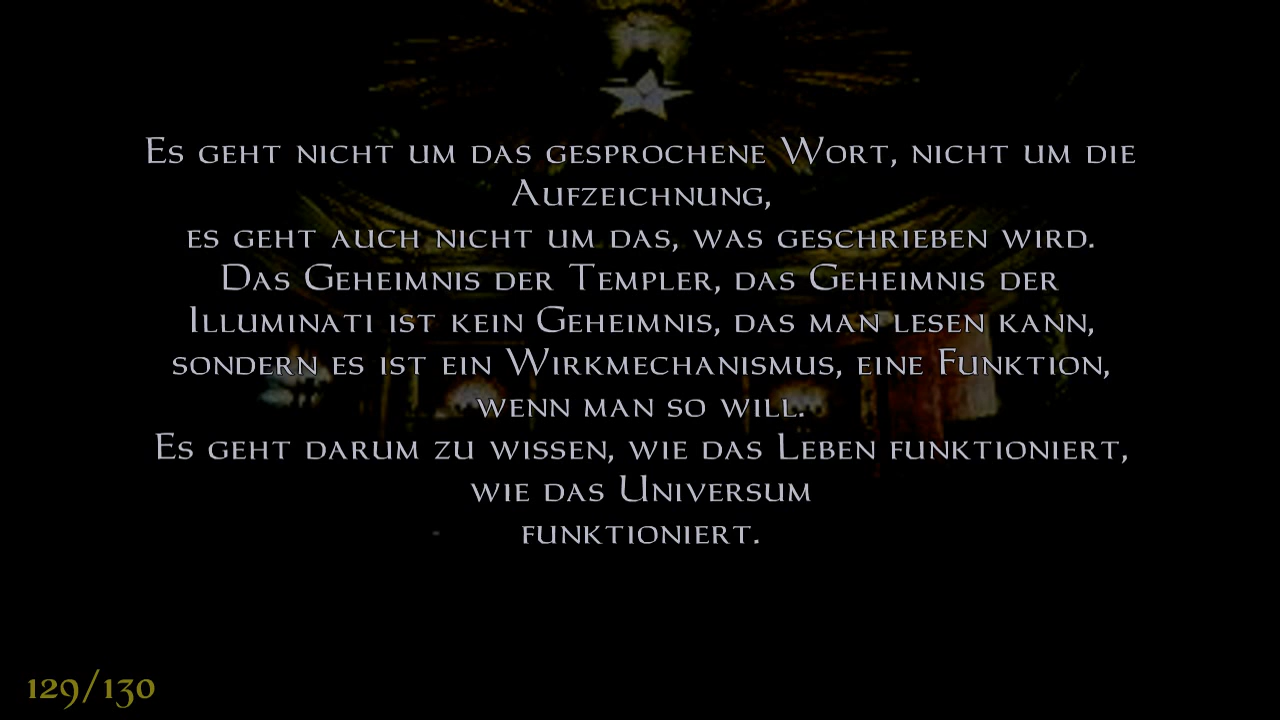 Es geht nicht um das gesprochene Wort, nicht um die
Aufzeichnung,
es geht auch nicht um das, was geschrieben wird.
Das Geheimnis der Templer, das Geheimnis der
Illuminati ist kein Geheimnis, das man lesen kann,
sondern es ist ein Wirkmechanismus, eine Funktion,
wenn man so will.
Es geht darum zu wissen, wie das Leben funktioniert,
wie das Universum
funktioniert.
129/130